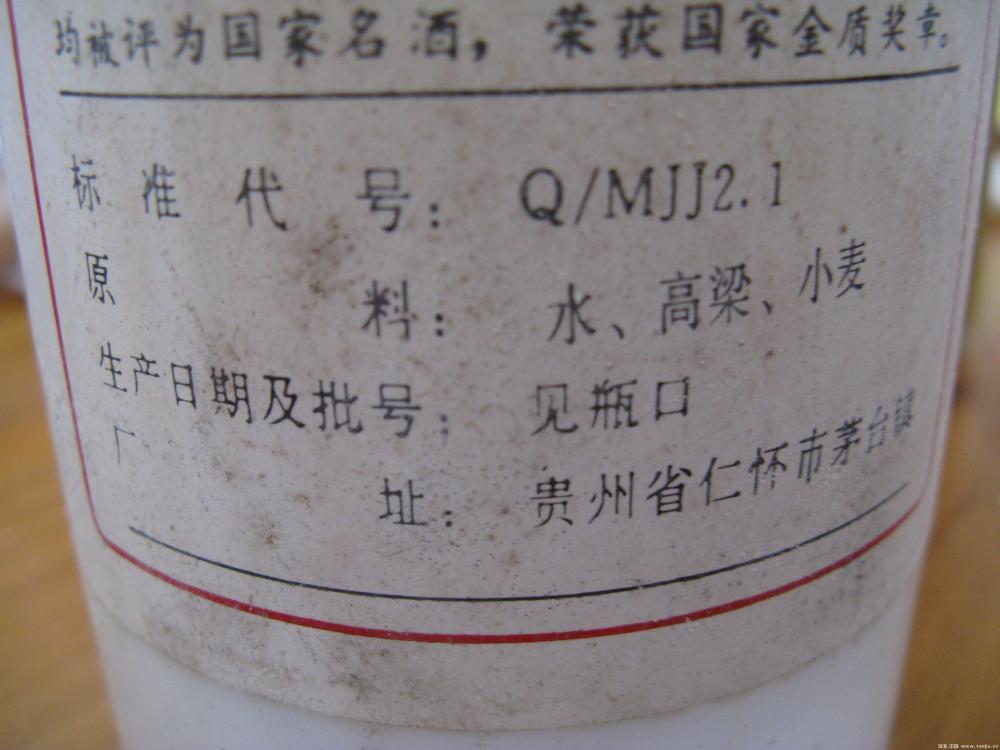 均被评为国家名酒，荣获国家金质奖章。
标准代号：Q/MJJ2.1
原料：水、高梁、小麦
生产日期及批号：见瓶口
厂址：贵州省仁怀市茅台镇